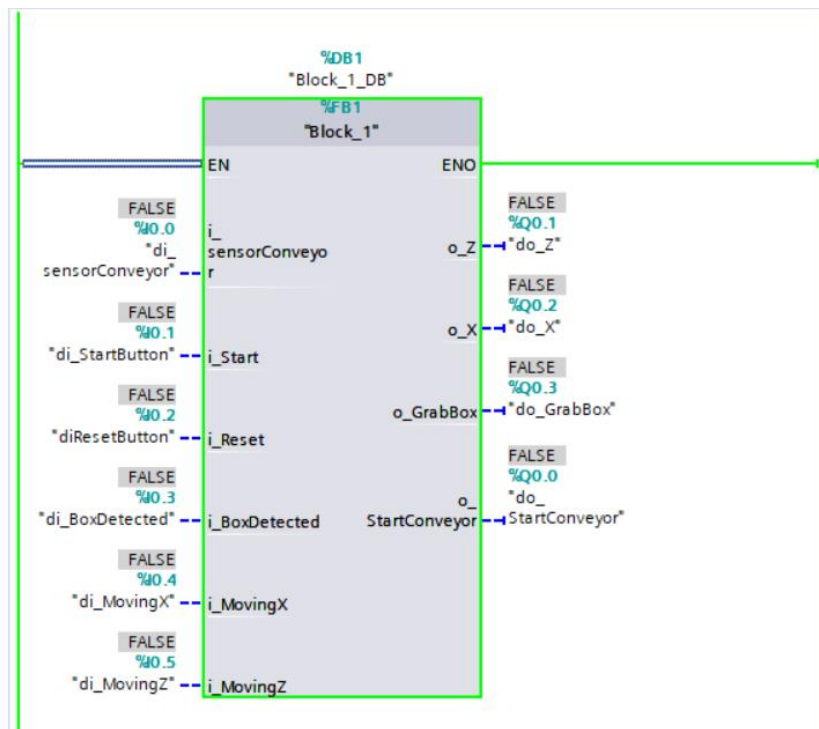 %DB1
"Block_1_DB"
%FB1
"Block_1"
EN
ENO
FALSE
%I0.0
"di_
sensorConveyor"
i_
sensorConveyo
r
FALSE
%Q0.1
"do_Z"
o_Z
FALSE
%I0.1
"di_StartButton"
i_Start
FALSE
%Q0.2
"do_X"
o_X
FALSE
%I0.2
"diResetButton"
i_Reset
FALSE
%Q0.3
"do_GrabBox"
o_GrabBox
FALSE
%I0.3
"di_BoxDetected"
i_BoxDetected
FALSE
%Q0.0
"do_
StartConveyor"
o_
StartConveyor
FALSE
%I0.4
"di_MovingX"
i_MovingX
FALSE
%I0.5
"di_MovingZ"
i_MovingZ